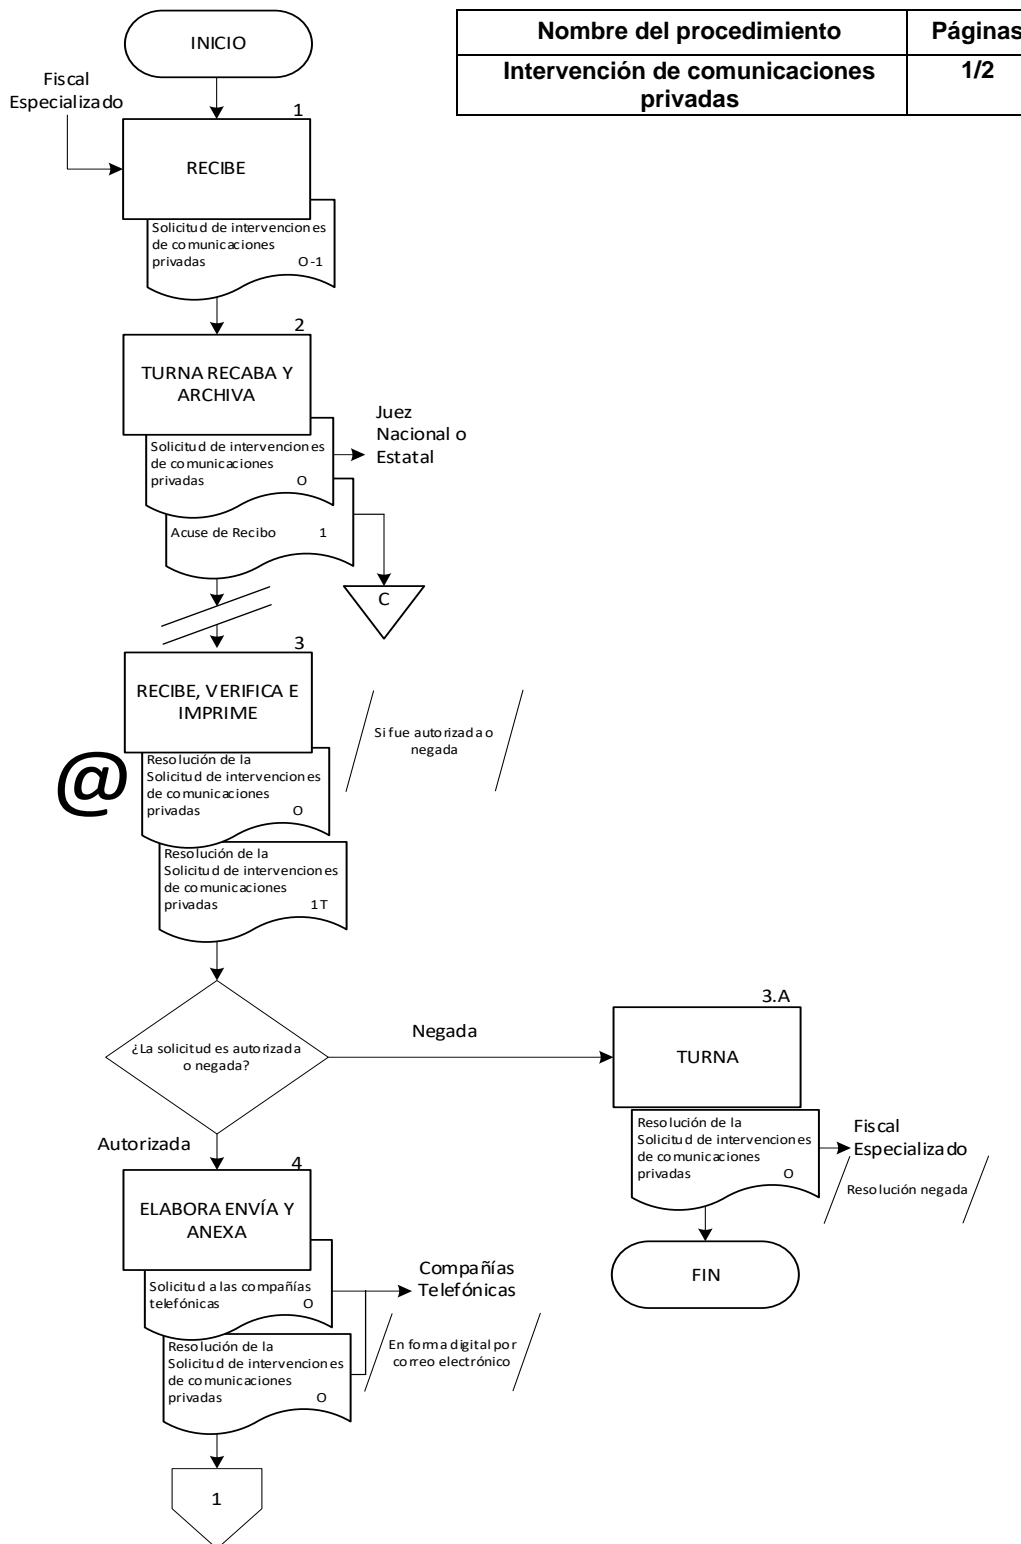 INICIO
Nombre del procedimiento Páginas
Intervención de comunicaciones
privadas
1/2
Fiscal
Especializado
1
RECIBE
Solicitud de intervenciones
de comunicaciones
privadas O-1
2
TURNA RECABA Y
ARCHIVA
Solicitud de intervenciones
de comunicaciones
privadas O
Juez
Nacional o
Estatal
Acuse de Recibo 1
C
3
RECIBE, VERIFICA E
IMPRIME
Si fue autorizada o
negada
@
Resolución de la
Solicitud de intervenciones
de comunicaciones
privadas O
Resolución de la
Solicitud de intervenciones
de comunicaciones
privadas 1T
¿La solicitud es autorizada
o negada?
Negada
3.A
TURNA
Resolución de la
Solicitud de intervenciones
de comunicaciones
privadas O
Fiscal
Especializado
Resolución negada
FIN
Autorizada
4
ELABORA ENVÍA Y
ANEXA
Solicitud a las compañías
telefónicas O
Compañías
Telefónicas
En forma digital por
correo electrónico
Resolución de la
Solicitud de intervenciones
de comunicaciones
privadas O
1